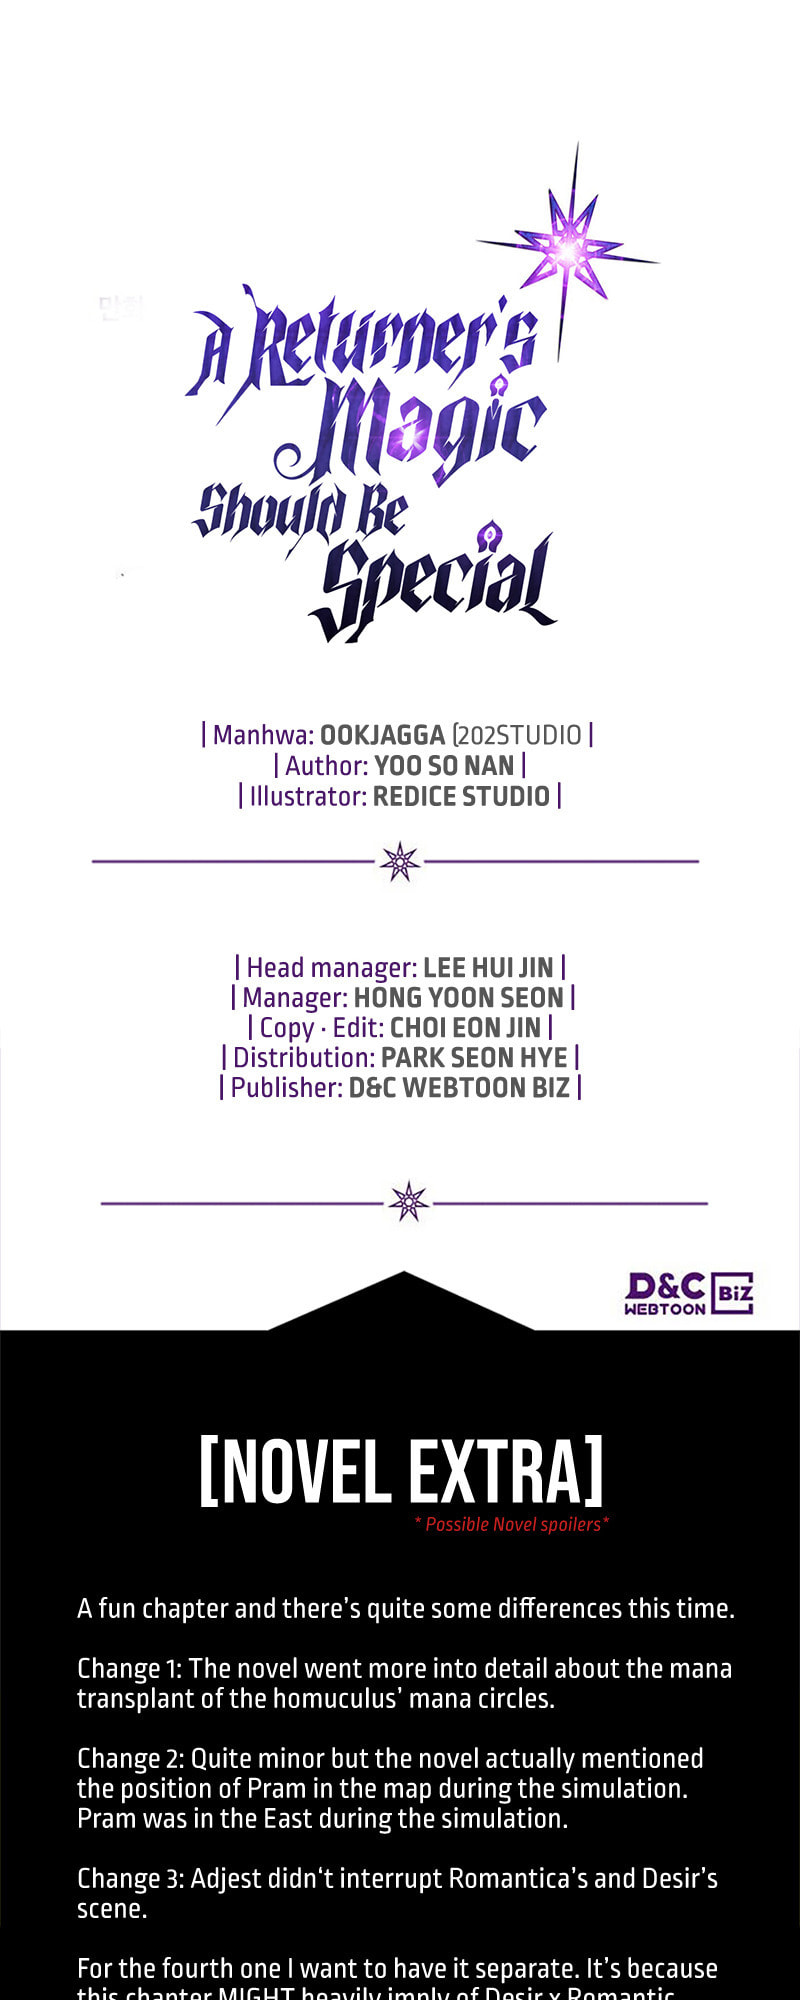 만화
A Returner's
Magic
Should Be
Special
| Manhwa: OOKJAGGA (202STUDIO |
| Author: YOO SO NAN |
| Illustrator: REDICE STUDIO |
| Head manager: LEE HUI JIN |
| Manager: HONG YOON SEON |
| Copy · Edit: CHOI EON JIN |
| Distribution: PARK SEON HYE |
| Publisher: D&C WEBTOON BIZ |
D&C
WEBTOON
BiZ
[NOVEL EXTRA]
* Possible Novel spoilers*
A fun chapter and there's quite some differences this time.
Change 1: The novel went more into detail about the mana
transplant of the homuculus' mana circles.
Change 2: Quite minor but the novel actually mentioned
the position of Pram in the map during the simulation.
Pram was in the East during the simulation.
Change 3: Adjest didn‘t interrupt Romantica's and Desir's
scene.
For the fourth one I want to have it separate. It's because
this chapter MIGHT heavily imply of Desir x Romantic